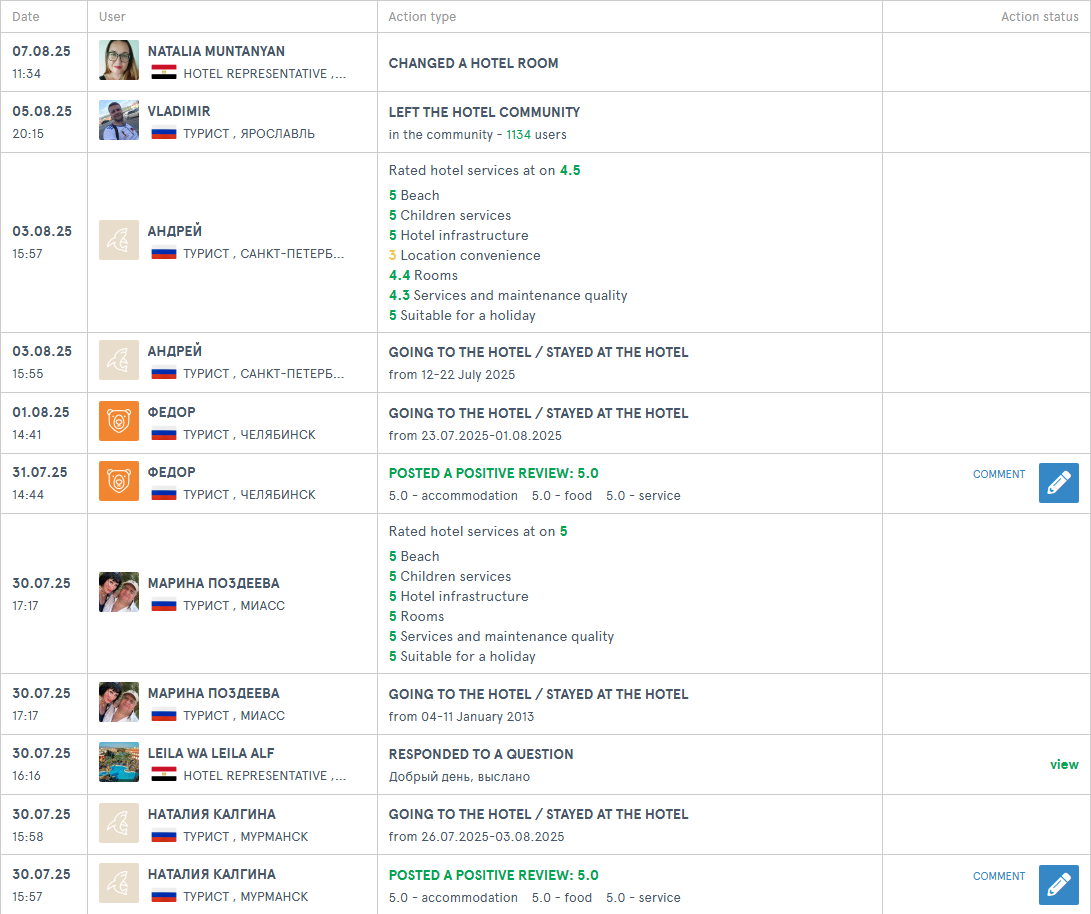 Date User Action type Action status
07.08.25 NATALIA MUNTANYAN
11:34 HOTEL REPRESENTATIVE ,...
CHANGED A HOTEL ROOM
05.08.25 VLADIMIR LEFT THE HOTEL COMMUNITY
20:15 ТУРИСТ , ЯРОСЛАВЛЬ in the community - 1134 users
03.08.25 АНДРЕЙ
15:57 ТУРИСТ , САНКТ-ПЕТЕРБ...
Rated hotel services at on 4.5
5 Beach
5 Children services
5 Hotel infrastructure
3 Location convenience
4.4 Rooms
4.3 Services and maintenance quality
5 Suitable for a holiday
03.08.25 АНДРЕЙ GOING TO THE HOTEL / STAYED AT THE HOTEL
15:55 ТУРИСТ , САНКТ-ПЕТЕРБ... from 12-22 July 2025
01.08.25 ФЕДОР GOING TO THE HOTEL / STAYED AT THE HOTEL
14:41 ТУРИСТ , ЧЕЛЯБИНСК from 23.07.2025-01.08.2025
31.07.25 ФЕДОР POSTED A POSITIVE REVIEW: 5.0 COMMENT
14:44 ТУРИСТ , ЧЕЛЯБИНСК 5.0 - accommodation 5.0 - food 5.0 - service
30.07.25 МАРИНА ПОЗДЕЕВА
17:17 ТУРИСТ , МИАСС
Rated hotel services at on 5
5 Beach
5 Children services
5 Hotel infrastructure
5 Rooms
5 Services and maintenance quality
5 Suitable for a holiday
30.07.25 МАРИНА ПОЗДЕЕВА GOING TO THE HOTEL / STAYED AT THE HOTEL
17:17 ТУРИСТ , МИАСС from 04-11 January 2013
30.07.25 LEILA WA LEILA ALF RESPONDED TO A QUESTION view
16:16 HOTEL REPRESENTATIVE ,... Добрый день, выслано
30.07.25 НАТАЛИЯ КАЛГИНА GOING TO THE HOTEL / STAYED AT THE HOTEL
15:58 ТУРИСТ , МУРМАНСК from 26.07.2025-03.08.2025
30.07.25 НАТАЛИЯ КАЛГИНА POSTED A POSITIVE REVIEW: 5.0 COMMENT
15:57 ТУРИСТ , МУРМАНСК 5.0 - accommodation 5.0 - food 5.0 - service